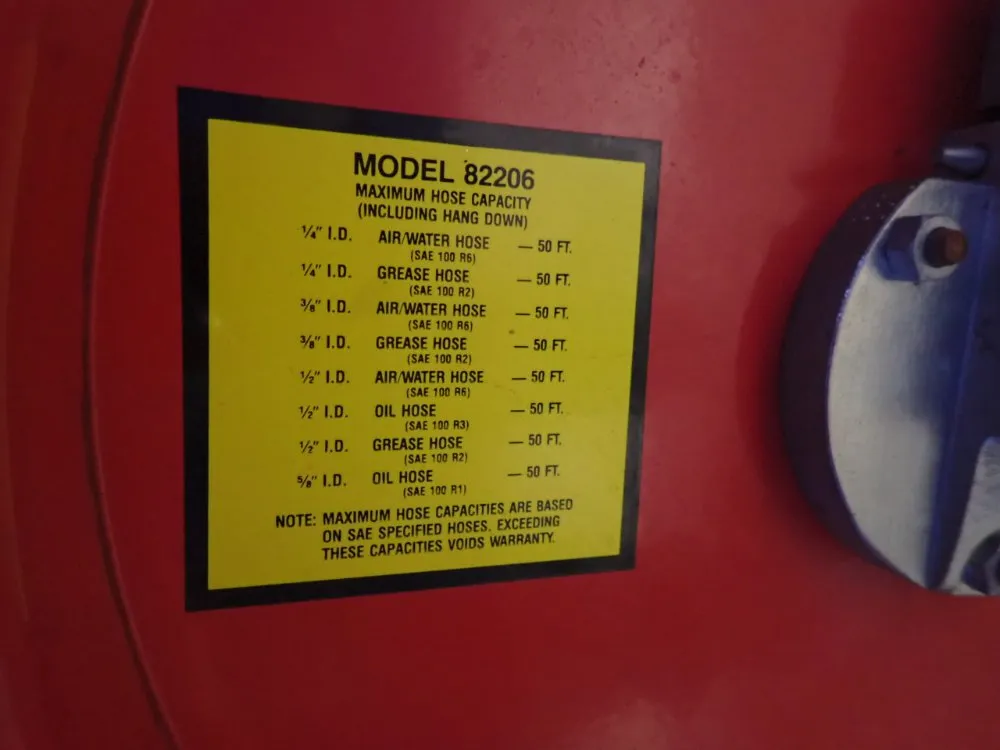 MODEL 82206
MAXIMUM HOSE CAPACITY
(INCLUDING HANG DOWN)
¼" I.D. AIR/WATER HOSE — 50 FT.
(SAE 100 R6)
¼" I.D. GREASE HOSE — 50 FT.
(SAE 100 R2)
⅜" I.D. AIR/WATER HOSE — 50 FT.
(SAE 100 R6)
⅜" I.D. GREASE HOSE — 50 FT.
(SAE 100 R2)
½" I.D. AIR/WATER HOSE — 50 FT.
(SAE 100 R6)
½" I.D. OIL HOSE — 50 FT.
(SAE 100 R3)
½" I.D. GREASE HOSE — 50 FT.
(SAE 100 R2)
⅝" I.D. OIL HOSE — 50 FT.
(SAE 100 R1)
NOTE: MAXIMUM HOSE CAPACITIES ARE BASED
ON SAE SPECIFIED HOSES. EXCEEDING
THESE CAPACITIES VOIDS WARRANTY.